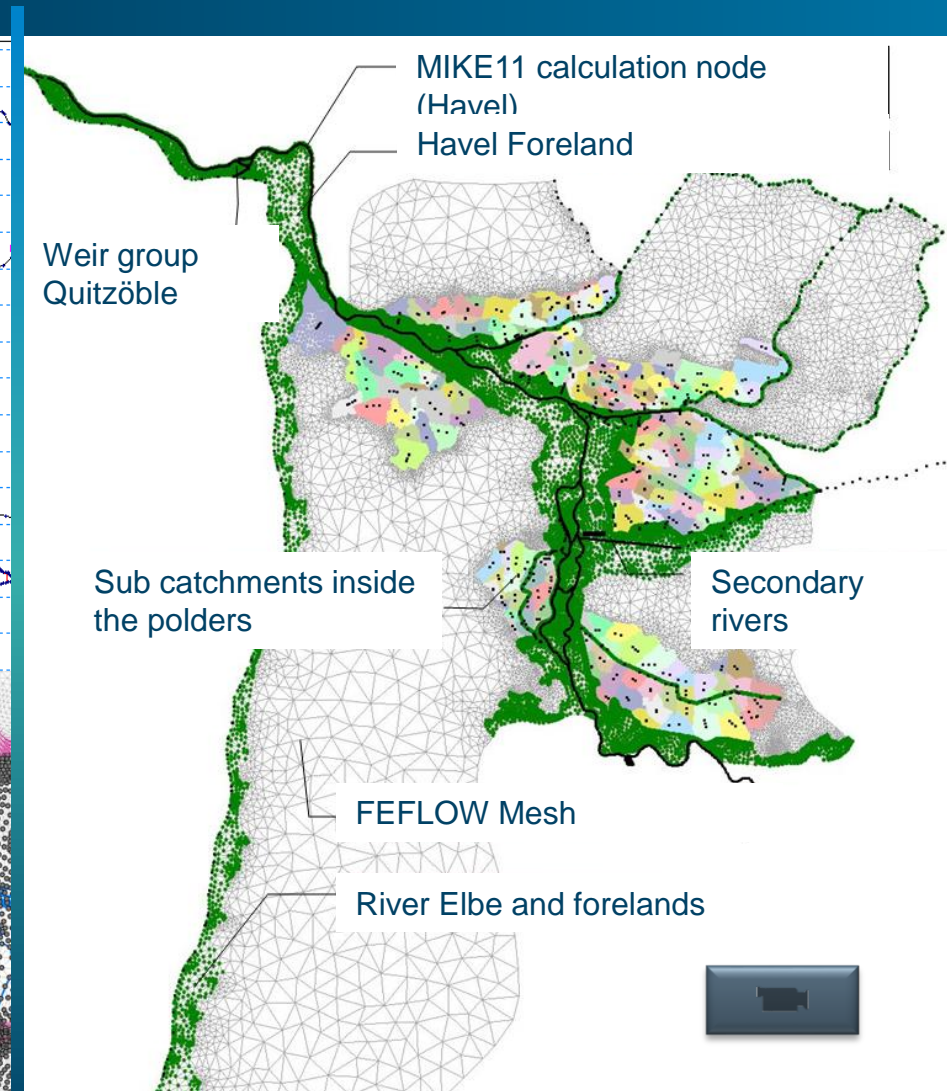 MIKE11 calculation node
(Havel)
Havel Foreland
Weir group
Quitzöble
Sub catchments inside
the polders
Secondary
rivers
FEFLOW Mesh
River Elbe and forelands